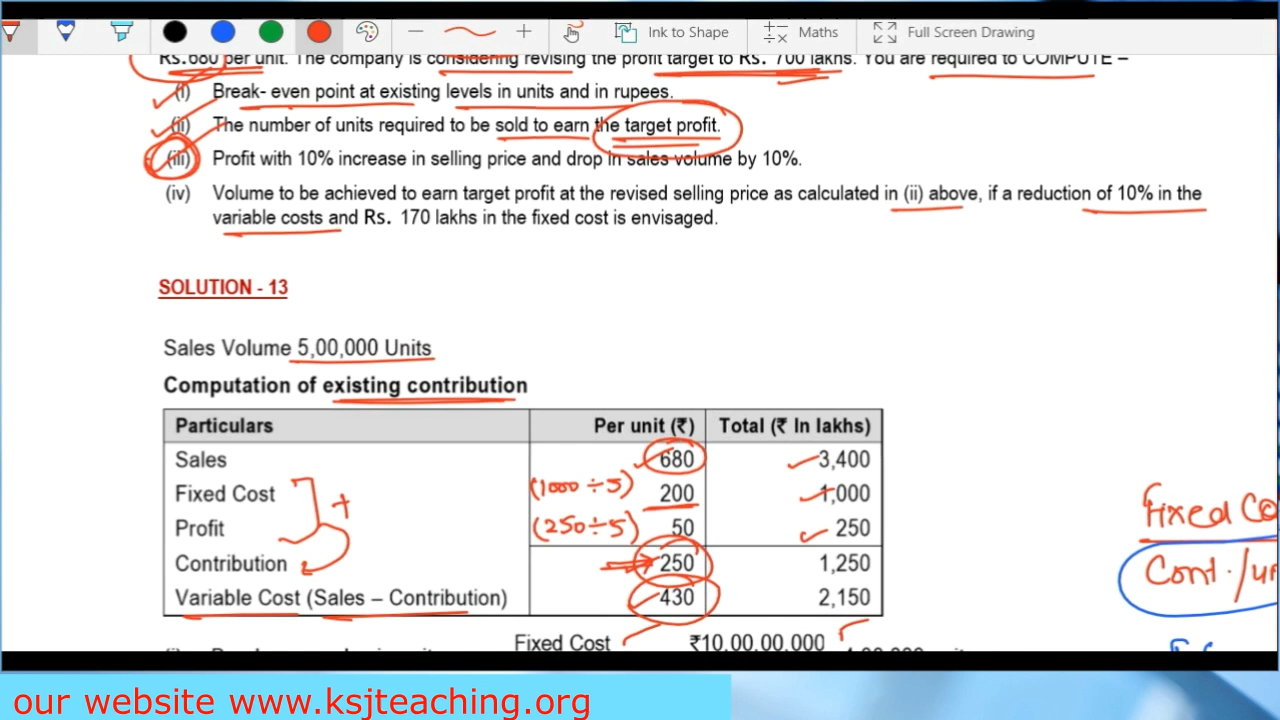 Ink to Shape Maths Full Screen Drawing
Rs.680 per unit. The company is considering revising the profit target to Rs. 700 lakhs. You are required to COMPUTE –
(i) Break- even point at existing levels in units and in rupees.
(ii) The number of units required to be sold to earn the target profit.
(iii) Profit with 10% increase in selling price and drop in sales volume by 10%.
(iv) Volume to be achieved to earn target profit at the revised selling price as calculated in (ii) above, if a reduction of 10% in the
variable costs and Rs. 170 lakhs in the fixed cost is envisaged.
SOLUTION - 13
Sales Volume 5,00,000 Units
Computation of existing contribution
Particulars Per unit (₹) Total (₹ In lakhs)
Sales 680 3,400
Fixed Cost + (1000 ÷ 5) 200 1,000
Profit (250 ÷ 5) 50 250
Contribution 250 1,250
Variable Cost (Sales – Contribution) 430 2,150
Fixed Co
Cont. /un
Fixed Cost ₹10,00,00,000
our website www.ksjteaching.org